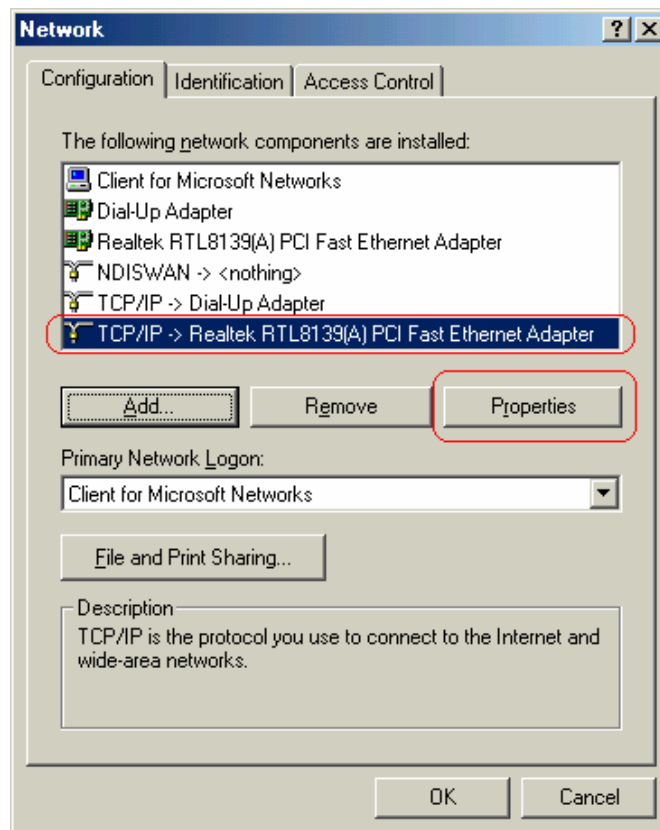 Network
Configuration Identification Access Control
The following network components are installed:
Client for Microsoft Networks
Dial-Up Adapter
Realtek RTL8139(A) PCI Fast Ethernet Adapter
NDISWAN -> <nothing>
TCP/IP -> Dial-Up Adapter
TCP/IP -> Realtek RTL8139(A) PCI Fast Ethernet Adapter
Add... Remove Properties
Primary Network Logon:
Client for Microsoft Networks
File and Print Sharing...
Description
TCP/IP is the protocol you use to connect to the Internet and
wide-area networks.
OK Cancel